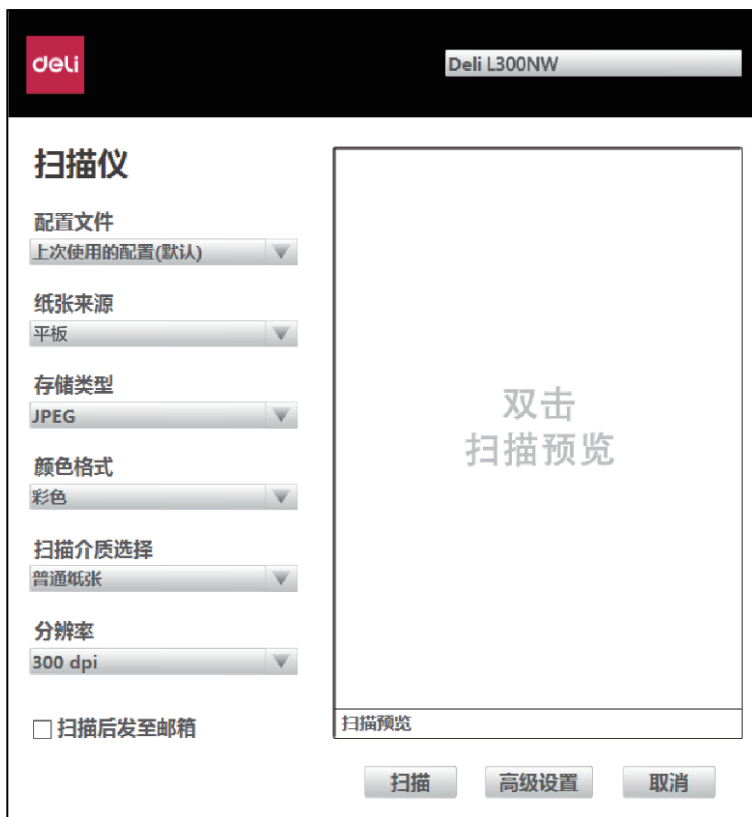 deli
Deli L300NW
扫描仪
配置文件
上次使用的配置(默认)
纸张来源
平板
存储类型
JPEG
颜色格式
彩色
扫描介质选择
普通纸张
分辨率
300 dpi
扫描后发至邮箱
双击
扫描预览
扫描预览
扫描
高级设置
取消